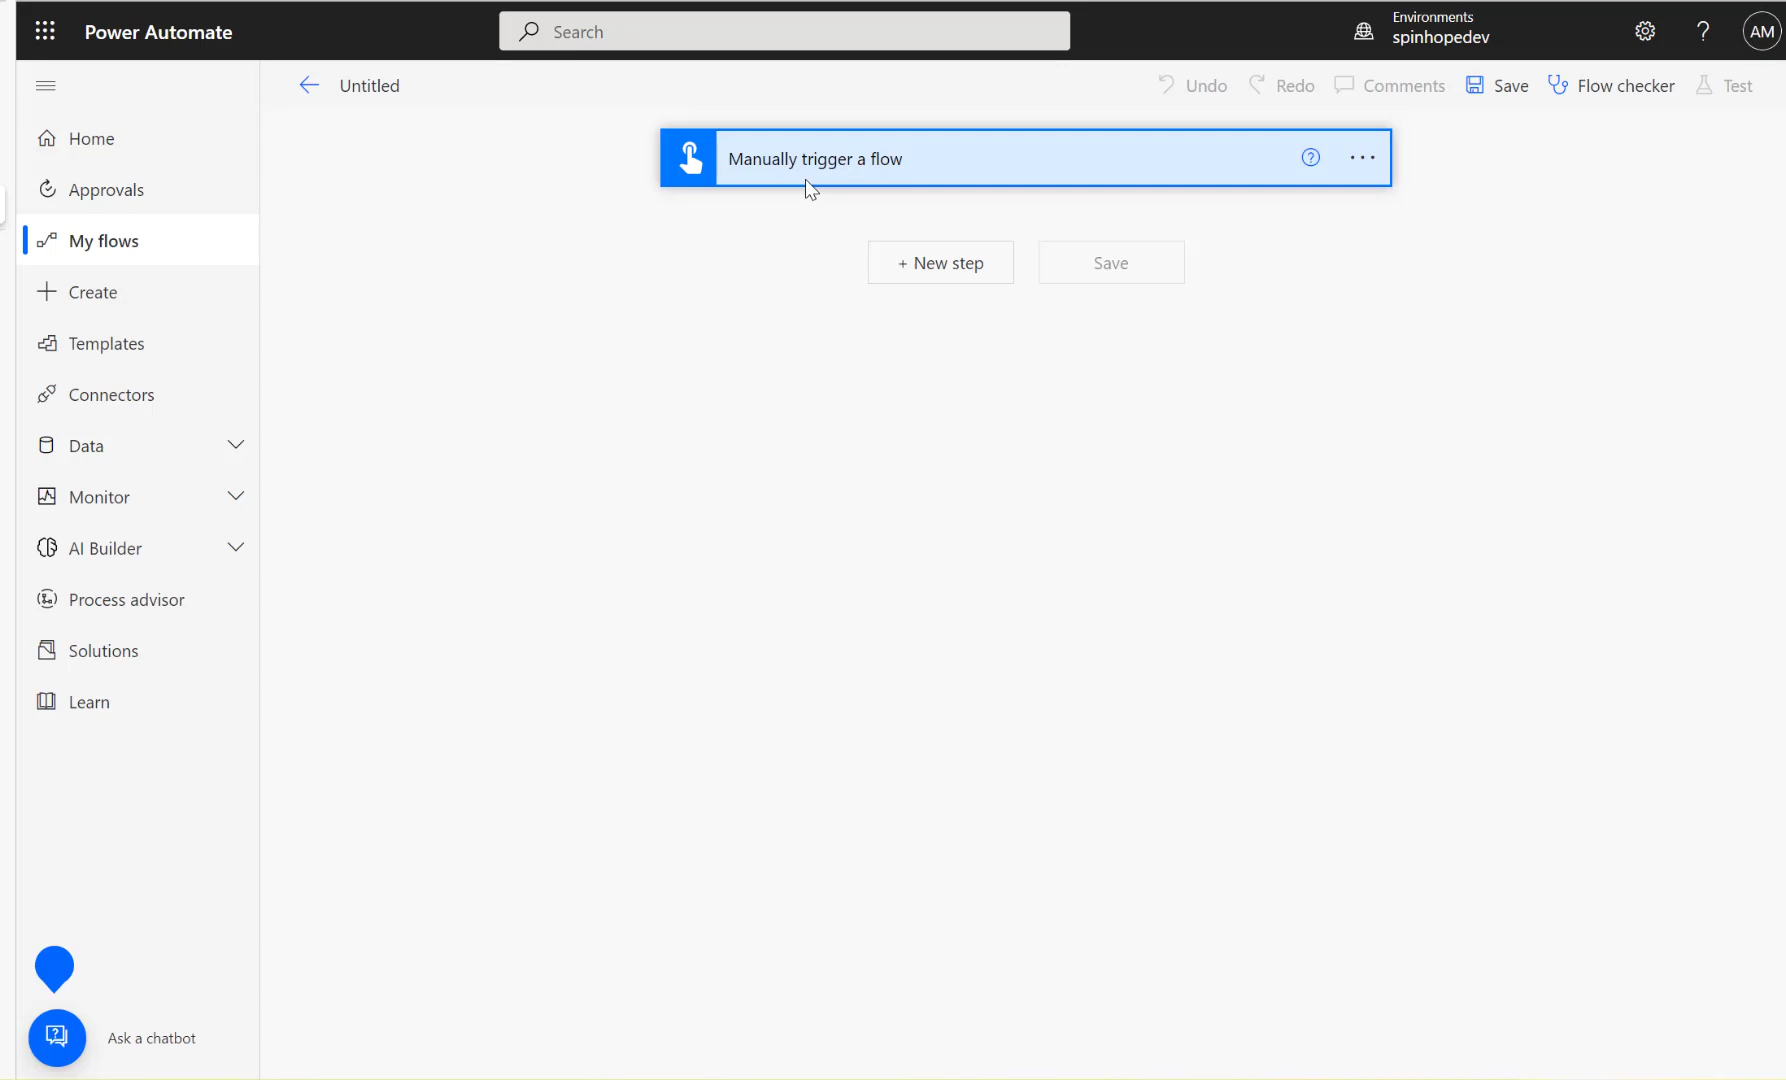 Power Automate
Search
Environments
spinhopedev
?
AM
Untitled
Undo
Redo
Comments
Save
Flow checker
Test
Home
Approvals
My flows
Create
Templates
Connectors
Data
Monitor
AI Builder
Process advisor
Solutions
Learn
Manually trigger a flow
?
...
+ New step
Save
?
Ask a chatbot